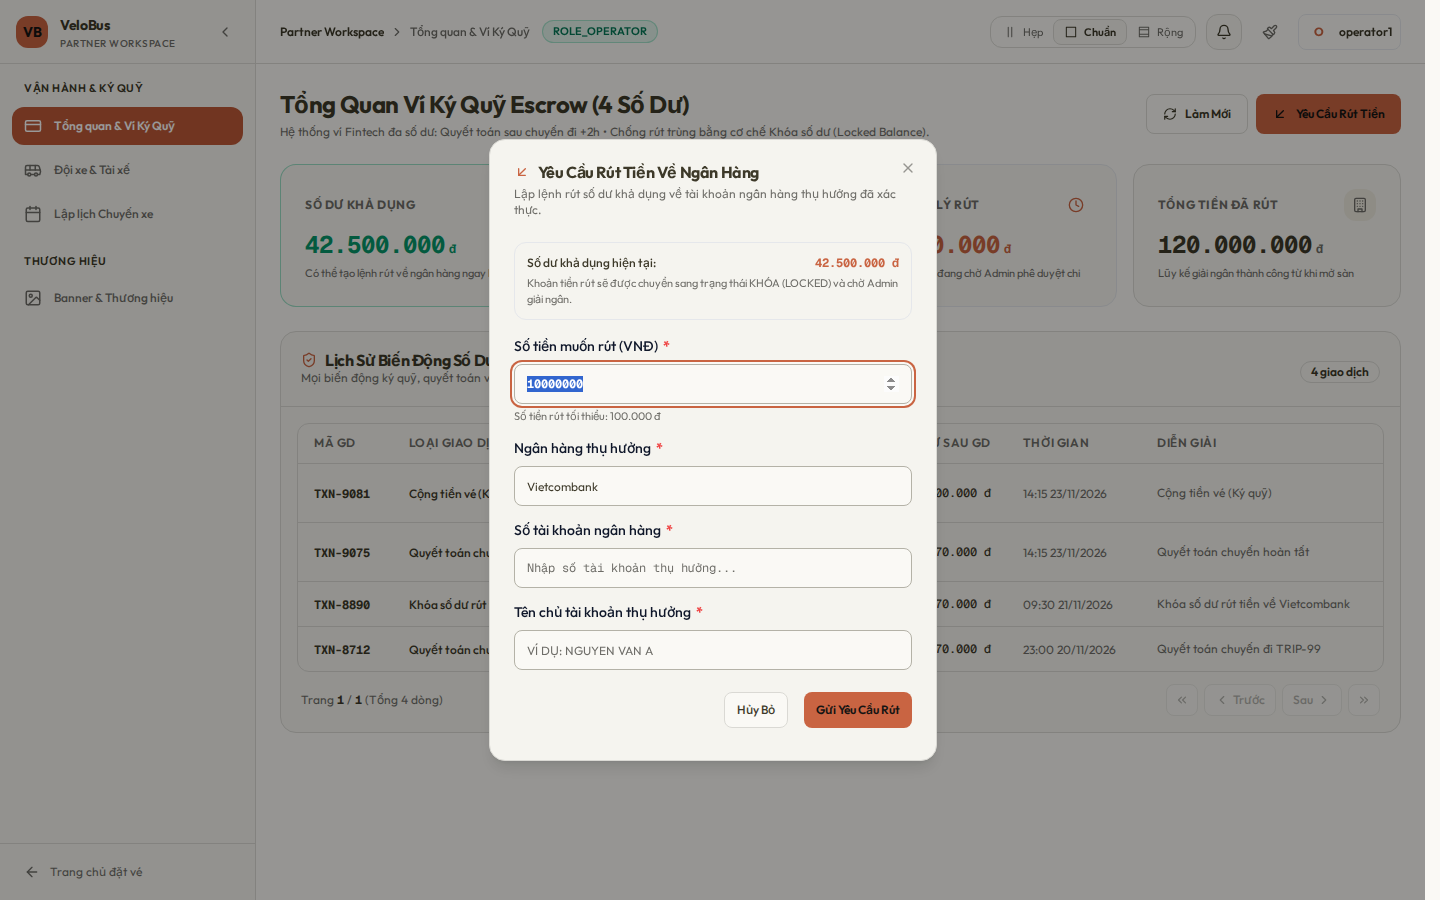 VB
VeloBus
PARTNER WORKSPACE
Partner Workspace > Tổng quan & Ví Ký Quỹ ROLE_OPERATOR
Hẹp Chuẩn Rộng operator1
VẬN HÀNH & KÝ QUỸ
Tổng quan & Ví Ký Quỹ
Đội xe & Tài xế
Lập lịch Chuyến xe
THƯƠNG HIỆU
Banner & Thương hiệu
Trang chủ đặt vé
Tổng Quan Ví Ký Quỹ Escrow (4 Số Dư)
Hệ thống ví Fintech đa số dư: Quyết toán sau chuyến đi +2h • Chống rút trùng bằng cơ chế Khóa số dư (Locked Balance).
Làm Mới Yêu Cầu Rút Tiền
SỐ DƯ KHẢ DỤNG
42.500.000 đ
Có thể tạo lệnh rút về ngân hàng ngay
LÝ RÚT
0.000 đ
đang chờ Admin phê duyệt chi
TỔNG TIỀN ĐÃ RÚT
120.000.000 đ
Lũy kế giải ngân thành công từ khi mở sàn
Lịch Sử Biến Động Số Dư
Mọi biến động ký quỹ, quyết toán v
4 giao dịch
MÃ GD LOẠI GIAO DỊ SAU GD THỜI GIAN DIỄN GIẢI
TXN-9081 Cộng tiền vé (K 00.000 đ 14:15 23/11/2026 Cộng tiền vé (Ký quỹ)
TXN-9075 Quyết toán chu 70.000 đ 14:15 23/11/2026 Quyết toán chuyến hoàn tất
TXN-8890 Khóa số dư rút 70.000 đ 09:30 21/11/2026 Khóa số dư rút tiền về Vietcombank
TXN-8712 Quyết toán chu 70.000 đ 23:00 20/11/2026 Quyết toán chuyến đi TRIP-99
Trang 1 / 1 (Tổng 4 dòng)
« ‹ Trước Sau › »
Yêu Cầu Rút Tiền Về Ngân Hàng
Lập lệnh rút số dư khả dụng về tài khoản ngân hàng thụ hưởng đã xác
thực.
Số dư khả dụng hiện tại: 42.500.000 đ
Khoản tiền rút sẽ được chuyển sang trạng thái KHÓA (LOCKED) và chờ Admin
giải ngân.
Số tiền muốn rút (VNĐ) *
10000000
Số tiền rút tối thiểu: 100.000 đ
Ngân hàng thụ hưởng *
Vietcombank
Số tài khoản ngân hàng *
Nhập số tài khoản thụ hưởng...
Tên chủ tài khoản thụ hưởng *
VÍ DỤ: NGUYEN VAN A
Hủy Bỏ Gửi Yêu Cầu Rút